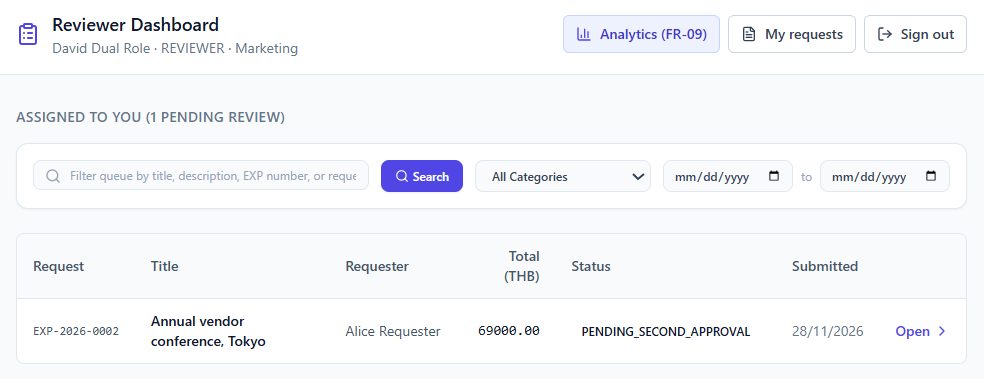 Reviewer Dashboard
David Dual Role · REVIEWER · Marketing
Analytics (FR-09)
My requests
Sign out
ASSIGNED TO YOU (1 PENDING REVIEW)
Filter queue by title, description, EXP number, or reque
Search
All Categories
mm/dd/yyyy
to
mm/dd/yyyy
Request
Title
Requester
Total
(THB)
Status
Submitted
EXP-2026-0002
Annual vendor
conference, Tokyo
Alice Requester
69000.00
PENDING_SECOND_APPROVAL
28/11/2026
Open